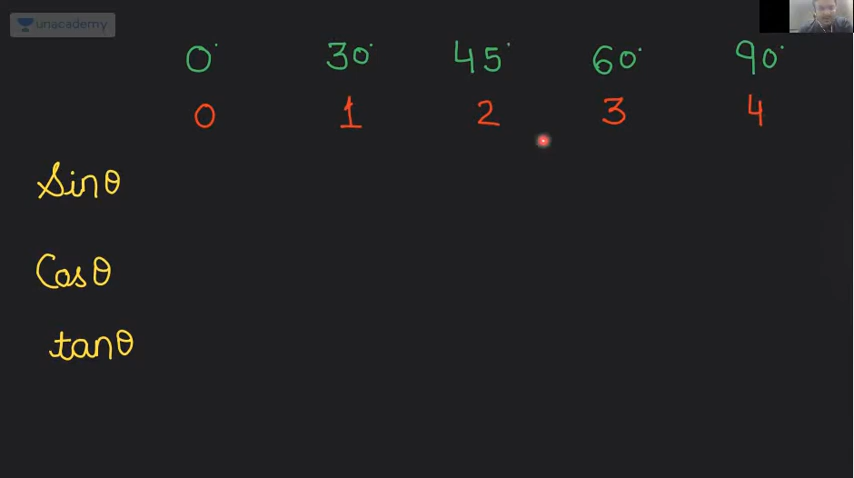 unacademy
0° 30° 45° 60° 90°
0 1 2 3 4
Sinθ
Cosθ
tanθ